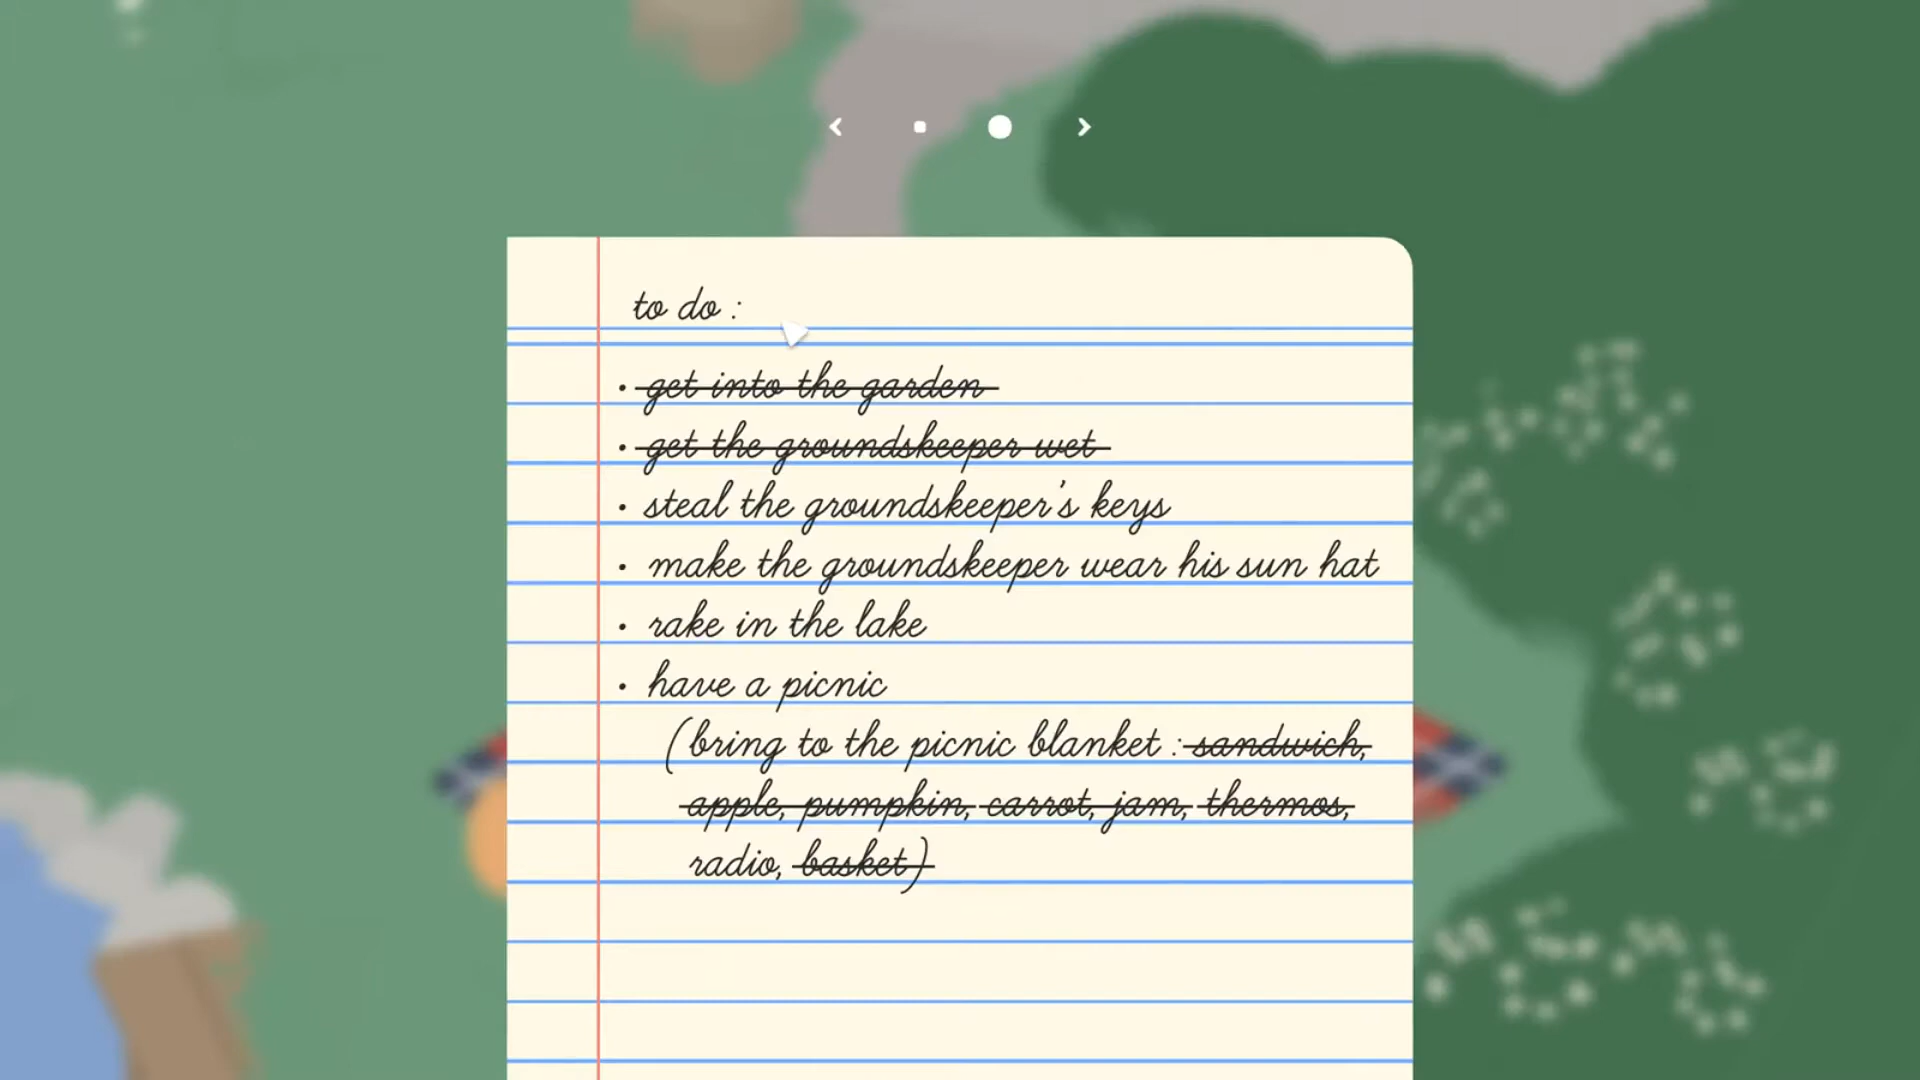 to do :
• get into the garden
• get the groundskeeper wet
• steal the groundskeeper's keys
• make the groundskeeper wear his sun hat
• rake in the lake
• have a picnic
(bring to the picnic blanket : sandwich,
apple, pumpkin, carrot, jam, thermos,
radio, basket)